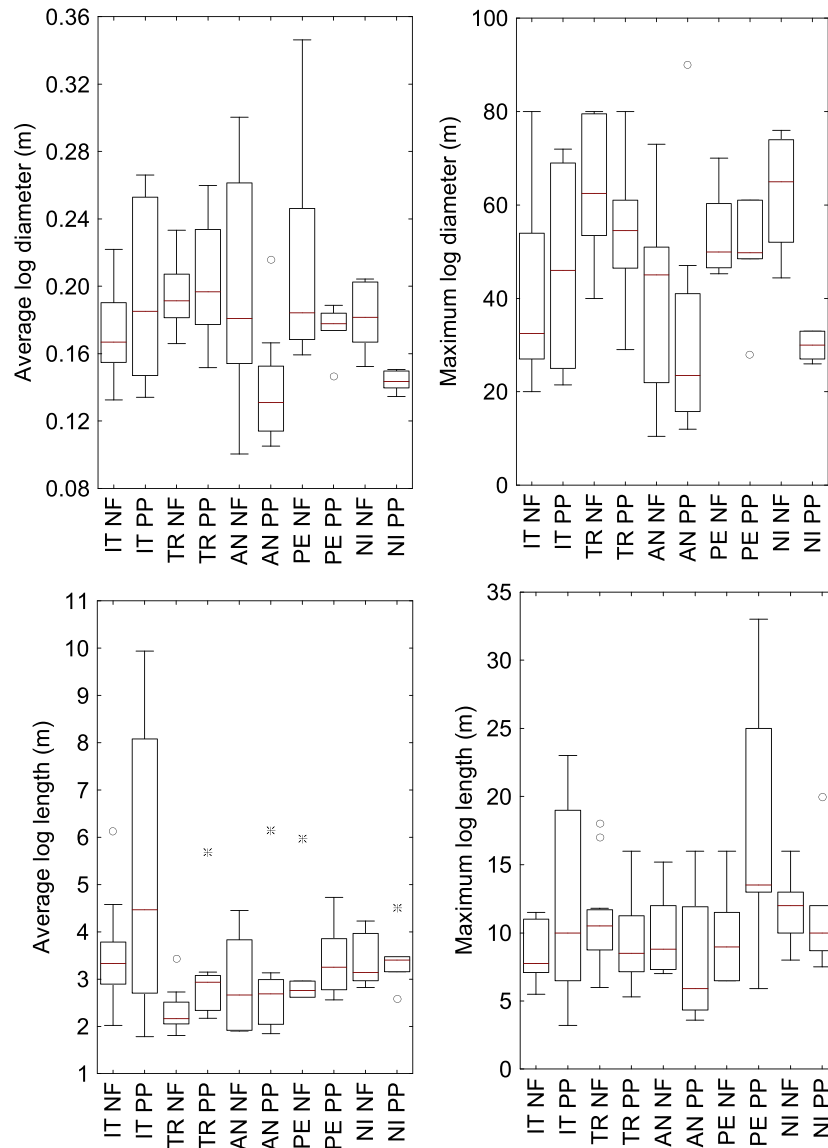 Average log diameter (m)
0.36
0.32
0.28
0.24
0.20
0.16
0.12
0.08
IT NF
IT PP
TR NF
TR PP
AN NF
AN PP
PE NF
PE PP
NI NF
NI PP
Maximum log diameter (m)
100
80
60
40
20
0
IT NF
IT PP
TR NF
TR PP
AN NF
AN PP
PE NF
PE PP
NI NF
NI PP
Average log length (m)
11
10
9
8
7
6
5
4
3
2
1
IT NF
IT PP
TR NF
TR PP
AN NF
AN PP
PE NF
PE PP
NI NF
NI PP
Maximum log length (m)
35
30
25
20
15
10
5
0
IT NF
IT PP
TR NF
TR PP
AN NF
AN PP
PE NF
PE PP
NI NF
NI PP